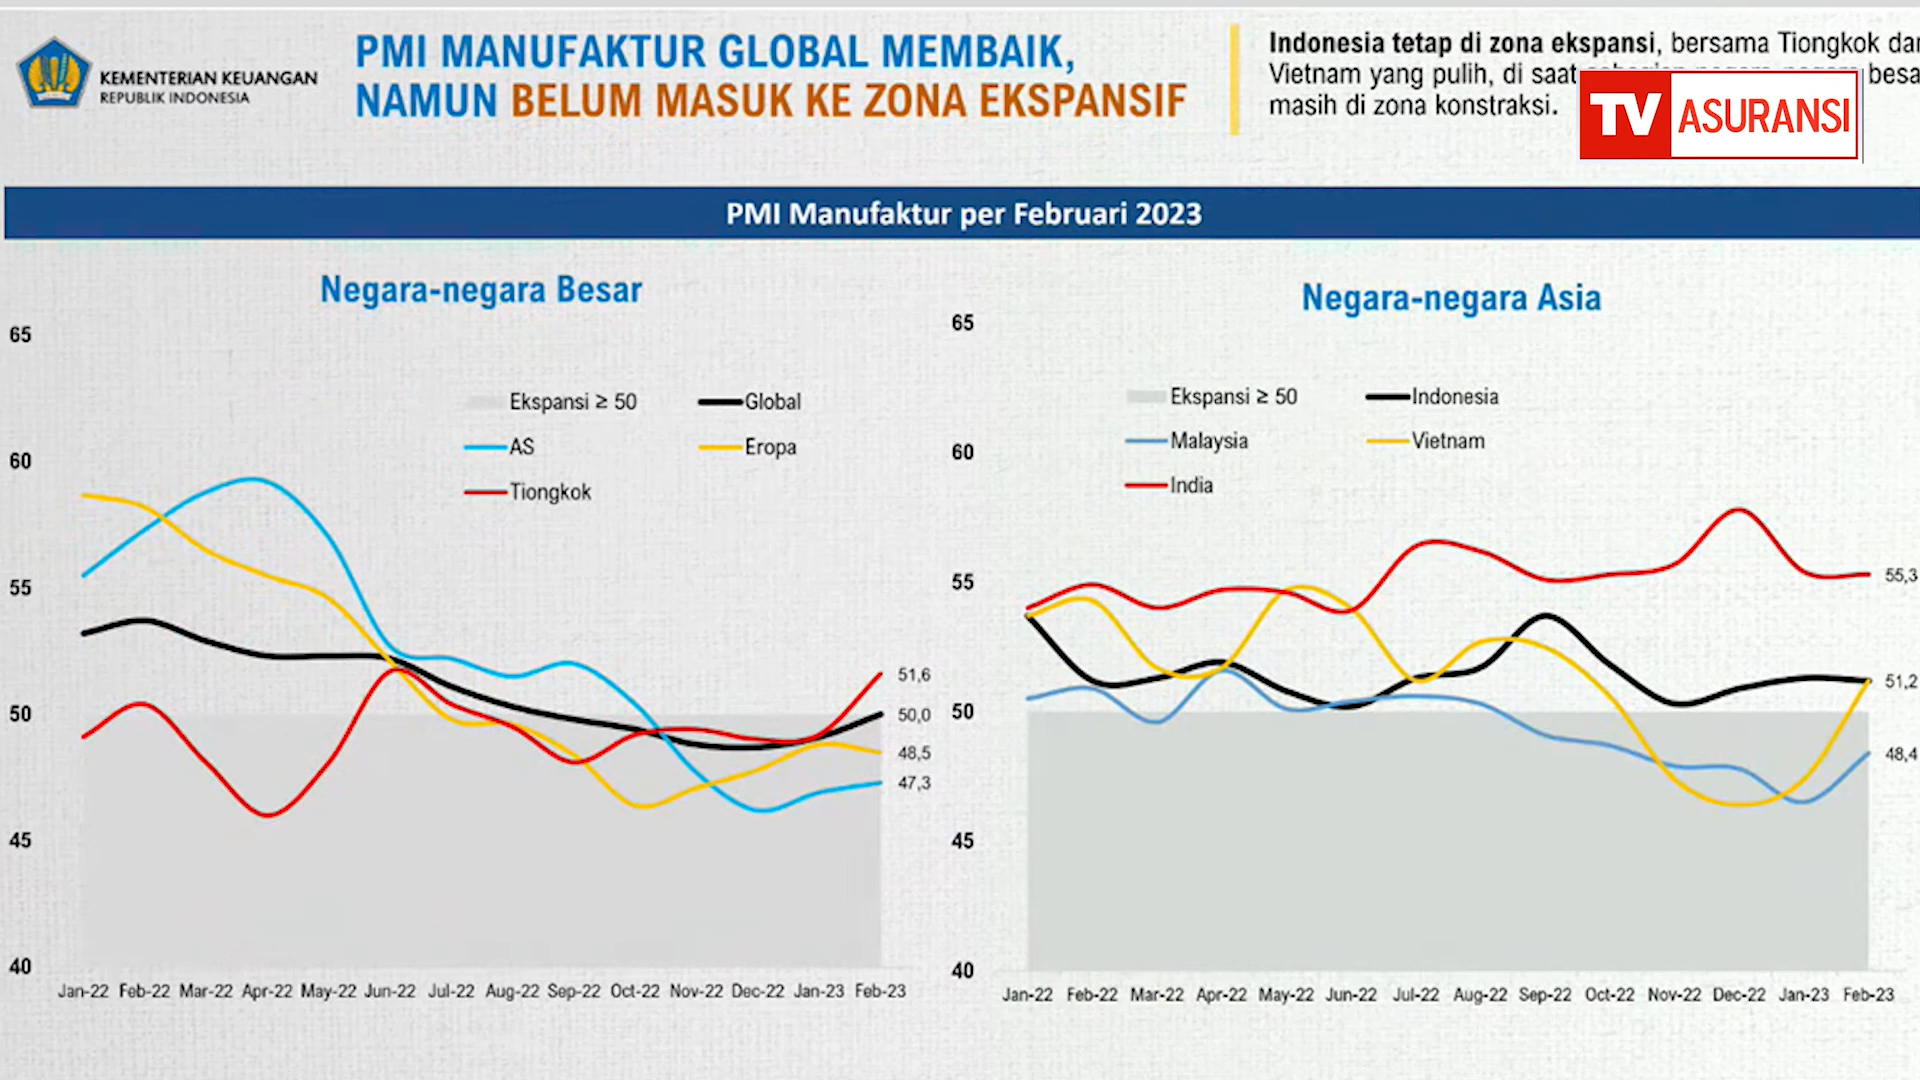 KEMENTERIAN KEUANGAN
REPUBLIK INDONESIA
PMI MANUFAKTUR GLOBAL MEMBAIK,
NAMUN BELUM MASUK KE ZONA EKSPANSIF
Indonesia tetap di zona ekspansi, bersama Tiongkok
Vietnam yang pulih, di saat
masih di zona konstraksi.
TV ASURANSI
PMI Manufaktur per Februari 2023
Negara-negara Besar
65
60
55
50
45
40
Ekspansi ≥ 50
Global
AS
Eropa
Tiongkok
51,6
50,0
48,5
47,3
Jan-22 Feb-22 Mar-22 Apr-22 May-22 Jun-22 Jul-22 Aug-22 Sep-22 Oct-22 Nov-22 Dec-22 Jan-23 Feb-23
Negara-negara Asia
65
60
55
50
45
40
Ekspansi ≥ 50
Indonesia
Malaysia
Vietnam
India
55,3
51,2
48,4
Jan-22 Feb-22 Mar-22 Apr-22 May-22 Jun-22 Jul-22 Aug-22 Sep-22 Oct-22 Nov-22 Dec-22 Jan-23 Feb-23